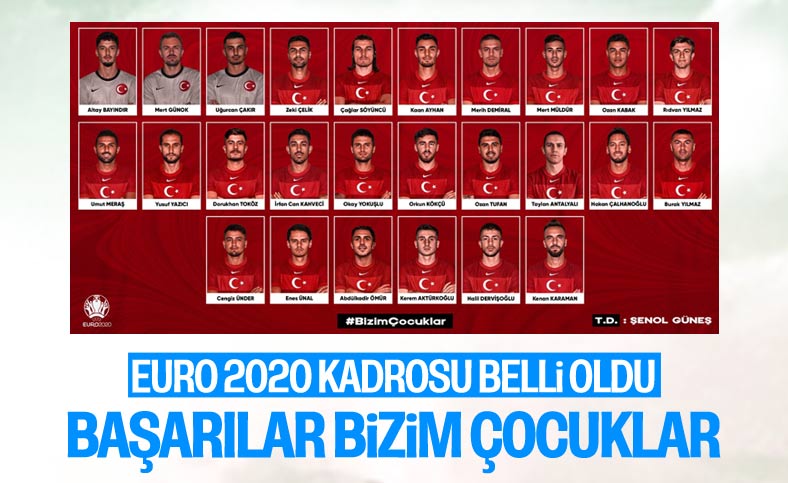 Altay BAYINDIR Mert GÜNOK Uğurcan ÇAKIR Zeki ÇELİK Çağlar SÖYÜNCÜ Kaan AYHAN Merih DEMİRAL Mert MÜLDÜR Ozan KABAK Rıdvan YILMAZ
Umut MERAŞ Yusuf YAZICI Dorukhan TOKÖZ İrfan Can KAHVECİ Okay YOKUŞLU Orkun KÖKÇÜ Ozan TUFAN Taylan ANTALYALI Hakan ÇALHANOĞLU Burak YILMAZ
Cengiz ÜNDER Enes ÜNAL Abdülkadir ÖMÜR Kerem AKTÜRKOĞLU Halil DERVİŞOĞLU Kenan KARAMAN
UEFA
EURO2020
#BizimÇocuklar
T.D. : ŞENOL GÜNEŞ
EURO 2020 KADROSU BELLİ OLDU
BAŞARILAR BİZİM ÇOCUKLAR